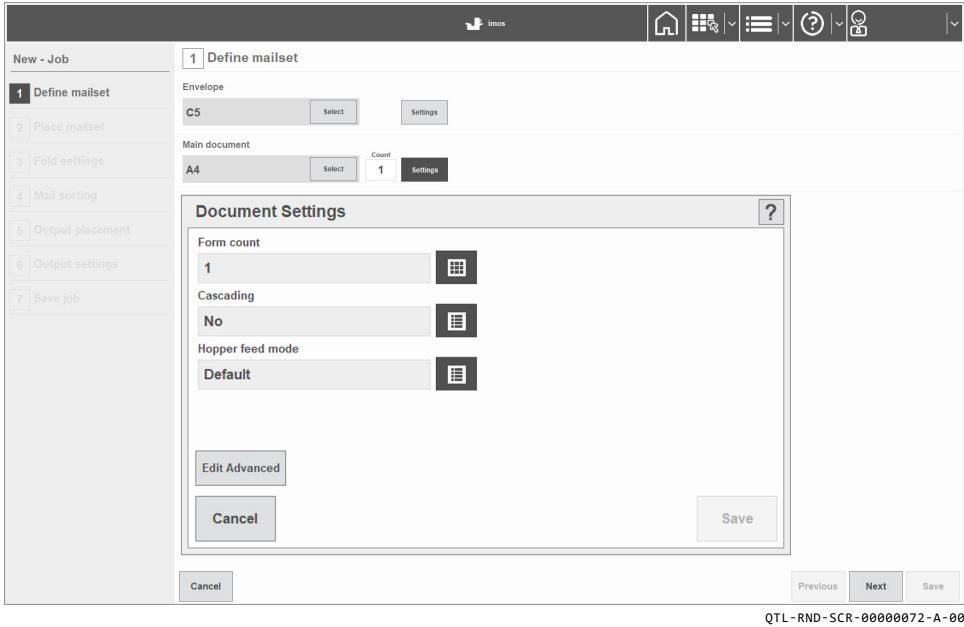 imos
New - Job
1 Define mailset
2 Place mailset
3 Fold settings
4 Mail sorting
5 Output placement
6 Output settings
7 Save job
1 Define mailset
Envelope
C5 Select Settings
Main document
Count
A4 Select 1 Settings
Document Settings ?
Form count
1
Cascading
No
Hopper feed mode
Default
Edit Advanced
Cancel Save
Cancel Previous Next Save
QTL-RND-SCR-00000072-A-00